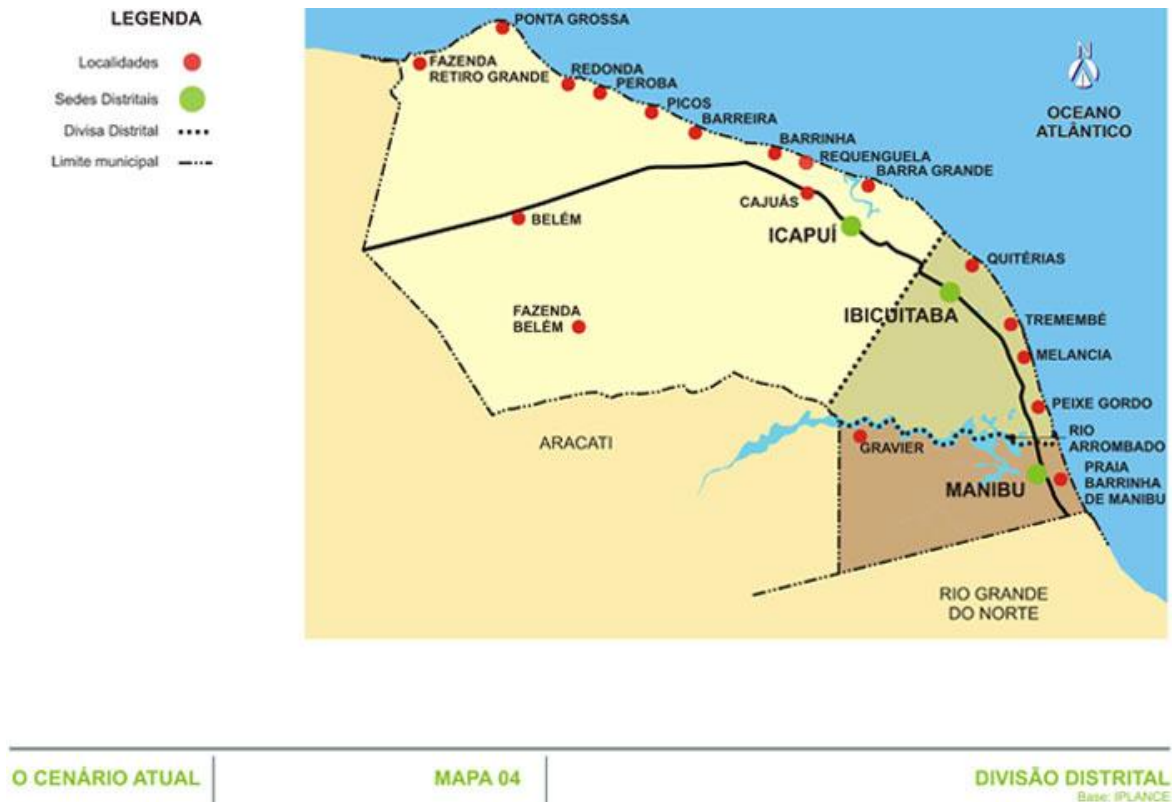 LEGENDA
Localidades
Sedes Distritais
Divisa Distrital
Limite municipal
PONTA GROSSA
FAZENDA
RETIRO GRANDE
REDONDA
PEROBA
PICOS
BARREIRA
BARRINHA
REQUENGUELA
BARRA GRANDE
CAJUÁS
ICAPUÍ
BELÉM
FAZENDA
BELÉM
QUITÉRIAS
IBICUITABA
TREMEMBÉ
MELANCIA
PEIXE GORDO
RIO
ARROMBADO
GRAVIER
MANIBU
PRAIA
BARRINHA
DE MANIBU
ARACATI
RIO GRANDE
DO NORTE
N
OCEANO
ATLÂNTICO
O CENÁRIO ATUAL
MAPA 04
DIVISÃO DISTRITAL
Base: IPLANCE